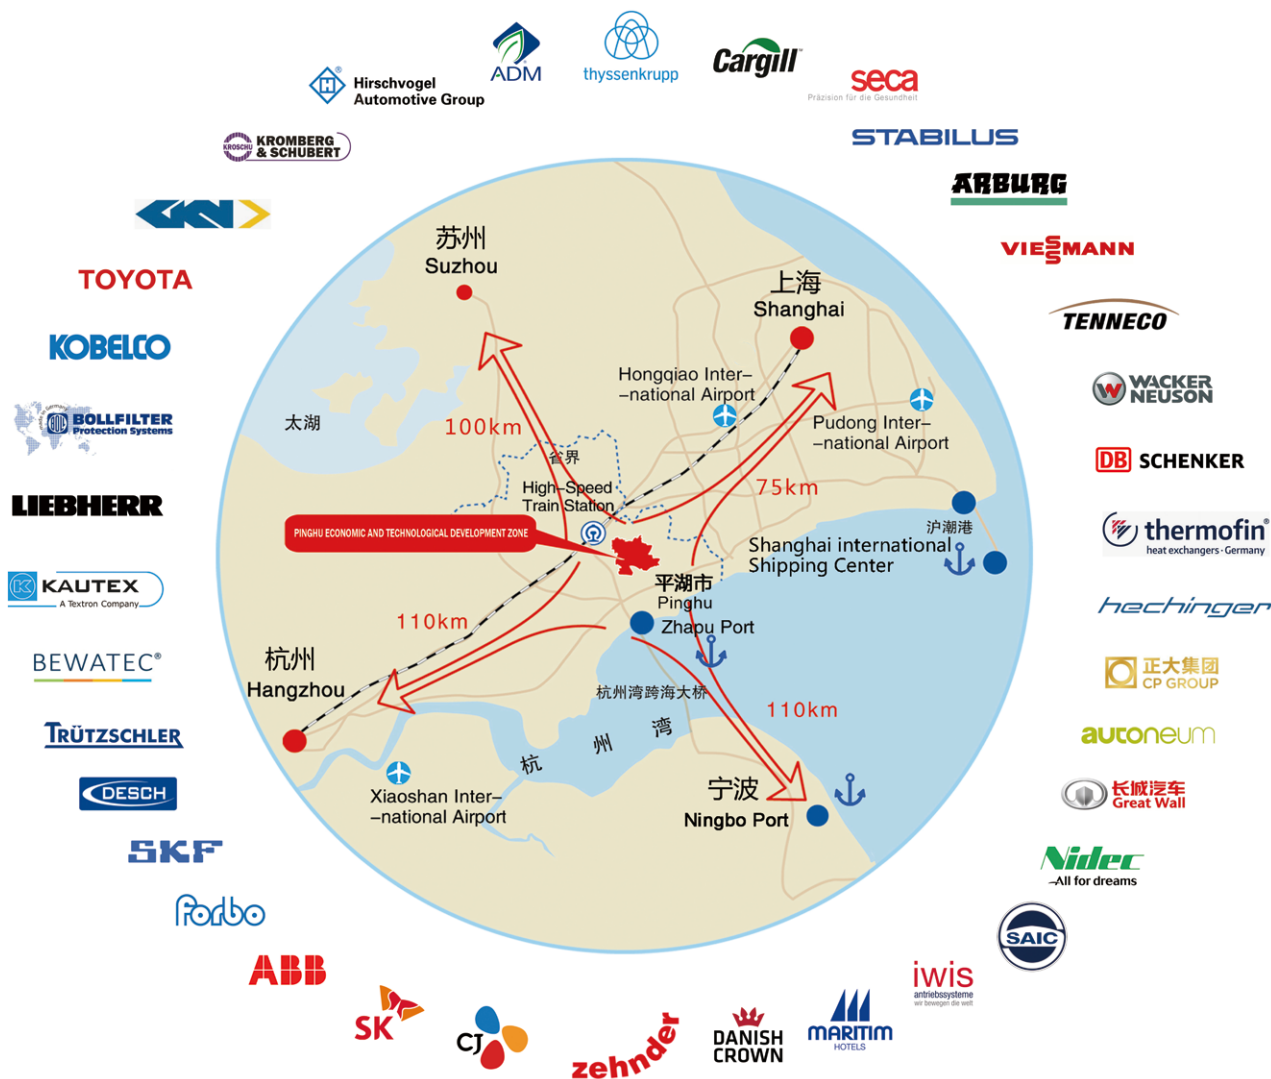 ADM
thyssenkrupp
Cargill
seca
Präzision für die Gesundheit
Hirschvogel
Automotive Group
STABILUS
KROSCHU
KROMBERG
& SCHUBERT
ARBURG
GKN
VIESSMANN
TOYOTA
TENNECO
KOBELCO
WACKER
NEUSON
BOLLFILTER
Protection Systems
DB SCHENKER
LIEBHERR
thermofin®
heat exchangers · Germany
KAUTEX
A Textron Company
hechinger
BEWATEC®
正大集团
CP GROUP
TRÜTZSCHLER
autoneum
DESCH
长城汽车
Great Wall
SKF
Nidec
All for dreams
forbo
SAIC
ABB
iwis
antriebssysteme
wir bewegen die welt
SK
CJ
zehnder
DANISH
CROWN
MARITIM
HOTELS
苏州
Suzhou
上海
Shanghai
Hongqiao Inter-
-national Airport
Pudong Inter-
-national Airport
太湖
100km
省界
High-Speed
Train Station
75km
沪潮港
PINGHU ECONOMIC AND TECHNOLOGICAL DEVELOPMENT ZONE
Shanghai international
Shipping Center
平湖市
Pinghu
Zhapu Port
110km
杭州
Hangzhou
杭州湾跨海大桥
110km
杭 州 湾
Xiaoshan Inter-
-national Airport
宁波
Ningbo Port